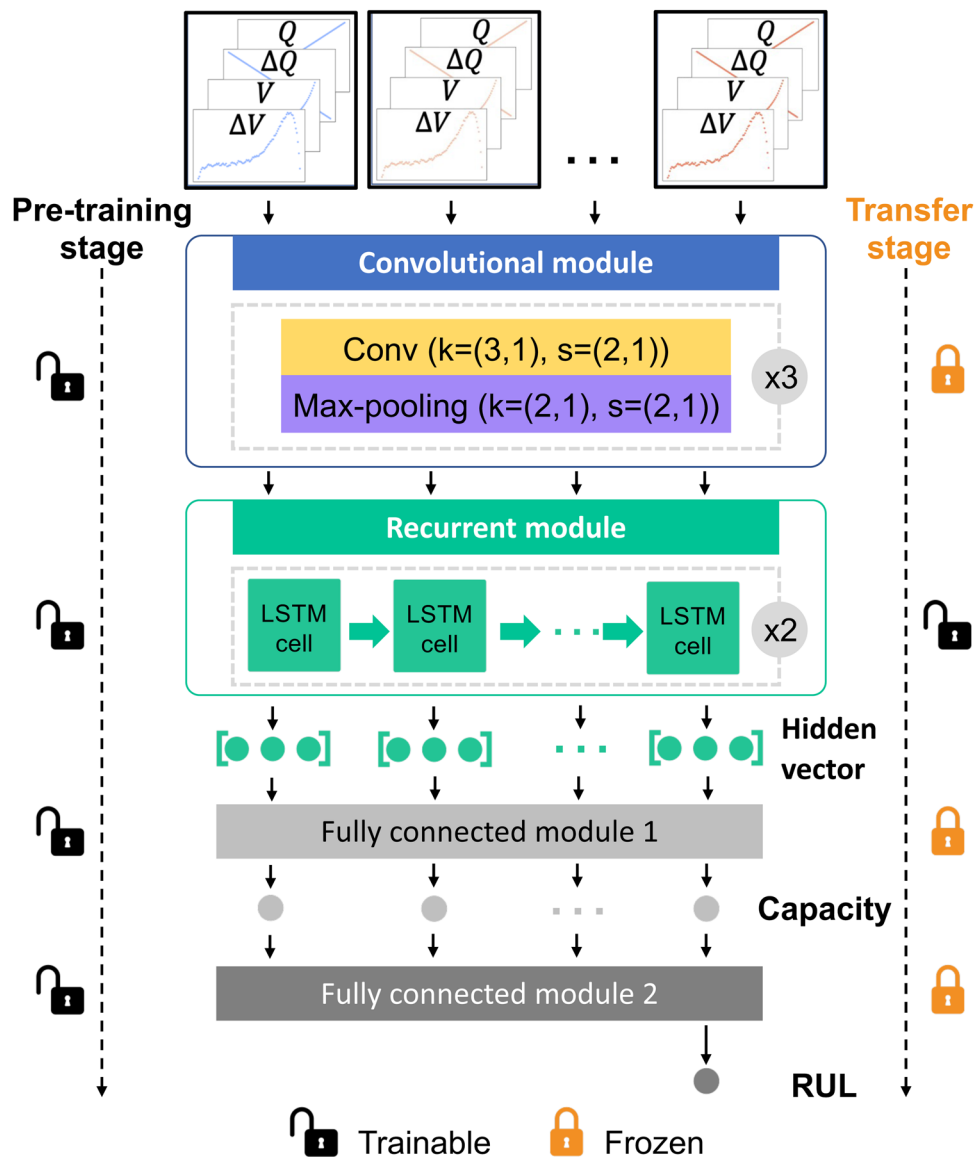 Q
ΔQ
V
ΔV
Q
ΔQ
V
ΔV
...
Q
ΔQ
V
ΔV
Pre-training
stage
Transfer
stage
Convolutional module
Conv (k=(3,1), s=(2,1))
Max-pooling (k=(2,1), s=(2,1))
x3
Recurrent module
LSTM
cell
LSTM
cell
...
LSTM
cell
x2
[...]
[...]
...
[...]
Hidden
vector
Fully connected module 1
...
Capacity
Fully connected module 2
RUL
Trainable
Frozen